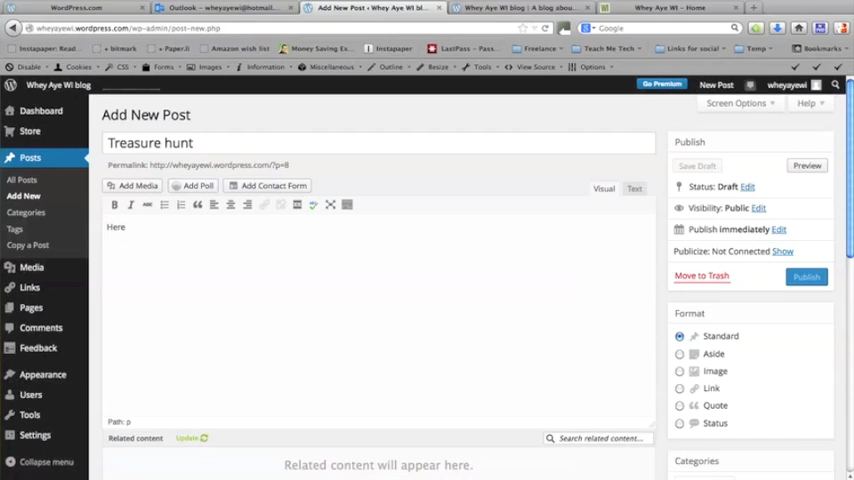 WordPress.com
Outlook – wheyayewi@hotmail....
Add New Post ‹ Whey Aye WI bl...
Whey Aye WI blog | A blog abou...
Whey Aye WI – Home
wheyayewi.wordpress.com/wp-admin/post-new.php
Google
Instapaper: Read
+ bitmark
+ Paper.li
Amazon wish list
Money Saving Ex...
Instapaper
LastPass – Pass...
Freelance
Teach Me Tech
Links for social
Temp
Bookmarks
Disable
Cookies
CSS
Forms
Images
Information
Miscellaneous
Outline
Resize
Tools
View Source
Options
Whey Aye WI blog
Go Premium
New Post
wheyayewi
Dashboard
Store
Posts
All Posts
Add New
Categories
Tags
Copy a Post
Media
Links
Pages
Comments
Feedback
Appearance
Users
Tools
Settings
Collapse menu
Screen Options
Help
Add New Post
Treasure hunt
Permalink: http://wheyayewi.wordpress.com/?p=8
Add Media
Add Poll
Add Contact Form
Visual
Text
B I ABC
Here
Path: p
Related content
Update
Search related content...
Related content will appear here.
Publish
Save Draft
Preview
Status: Draft Edit
Visibility: Public Edit
Publish immediately Edit
Publicize: Not Connected Show
Move to Trash
Publish
Format
Standard
Aside
Image
Link
Quote
Status
Categories